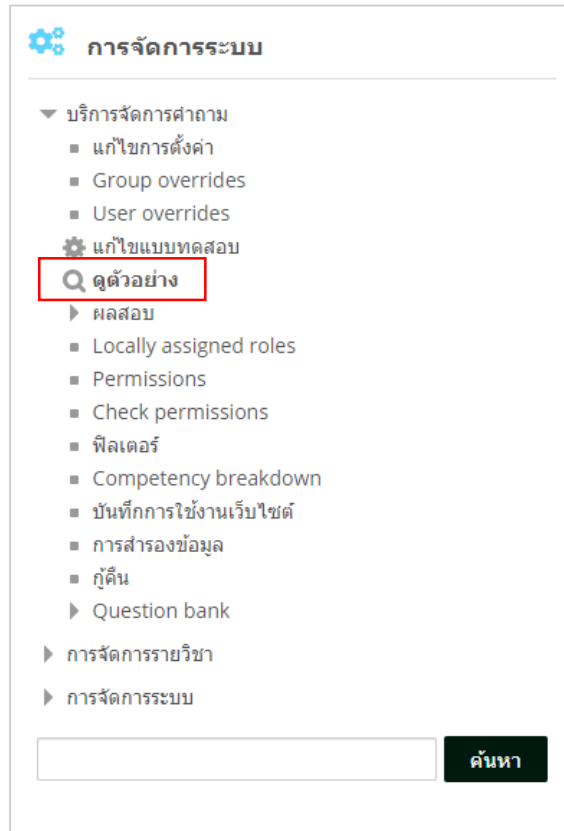 การจัดการระบบ
บริการจัดการคำถาม
แก้ไขการตั้งค่า
Group overrides
User overrides
แก้ไขแบบทดสอบ
ดูตัวอย่าง
ผลสอบ
Locally assigned roles
Permissions
Check permissions
ฟิลเตอร์
Competency breakdown
บันทึกการใช้งานเว็บไซต์
การสำรองข้อมูล
กู้คืน
Question bank
การจัดการรายวิชา
การจัดการระบบ
ค้นหา